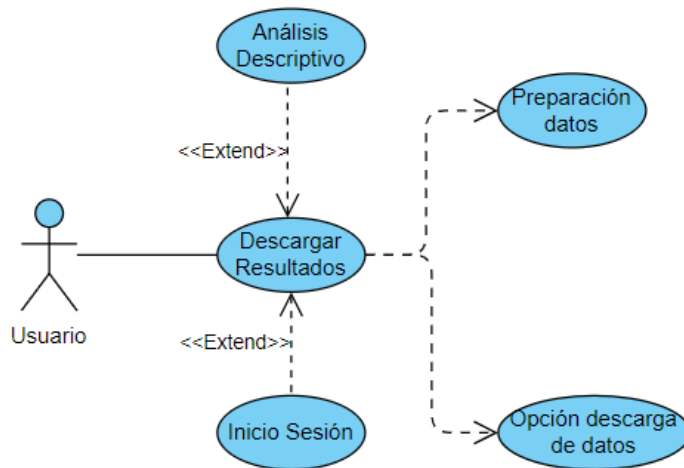 Análisis
Descriptivo
Preparación
datos
<<Extend>>
Descargar
Resultados
Usuario
<<Extend>>
Inicio Sesión
Opción descarga
de datos